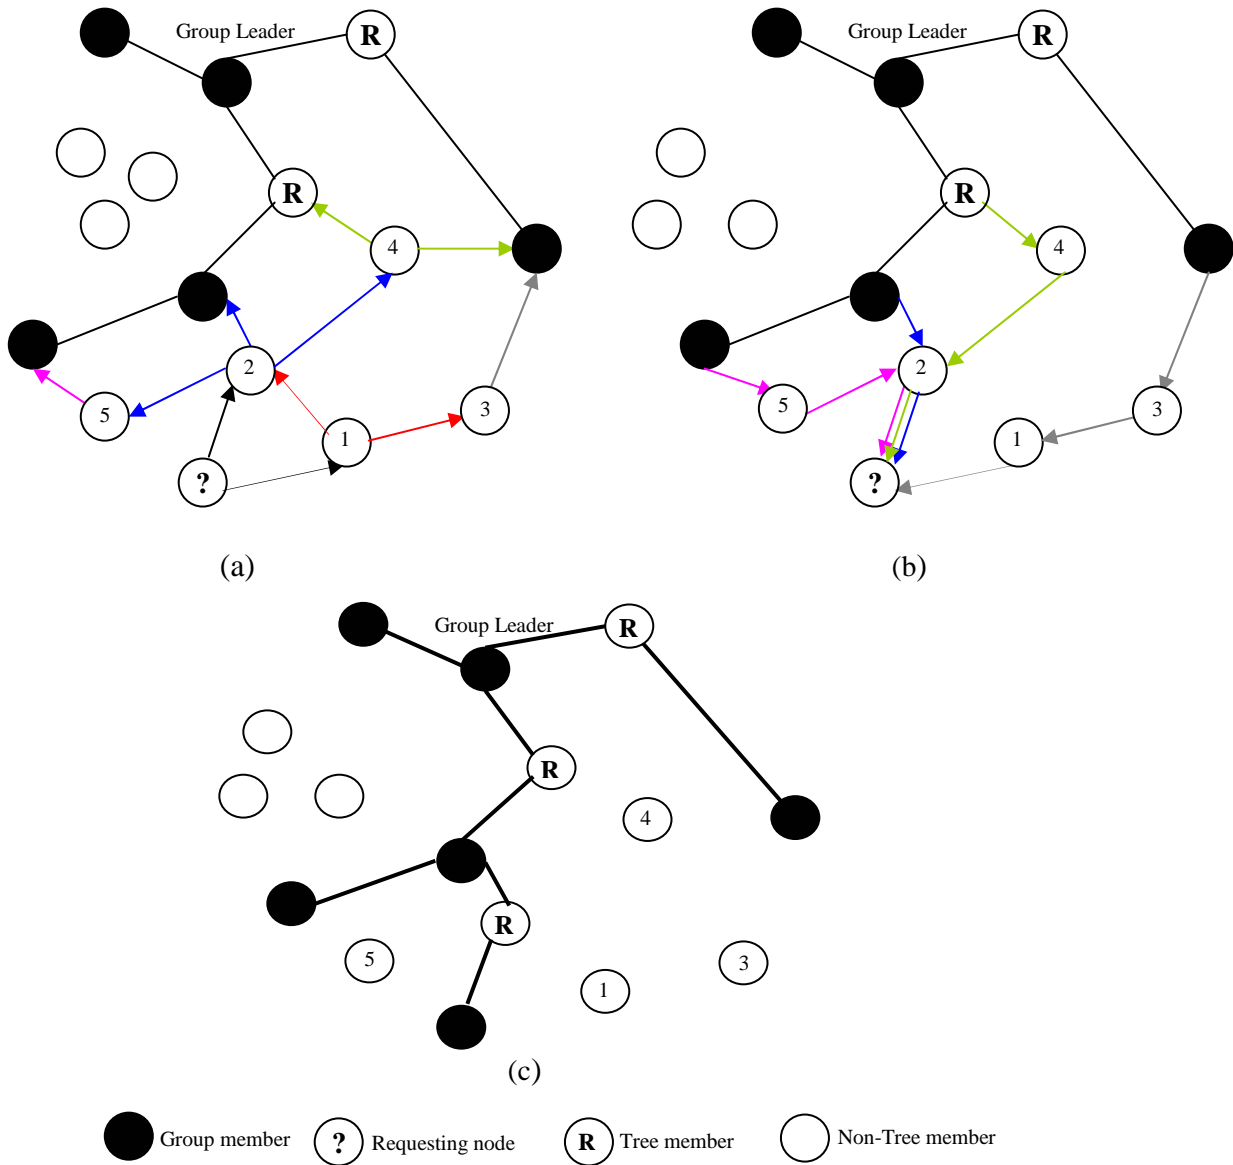 Group Leader
R
R
4
2
5
1
3
?
(a)
Group Leader
R
R
4
2
5
1
3
?
(b)
Group Leader
R
R
4
R
5
1
3
(c)
Group member
? Requesting node
R Tree member
Non-Tree member